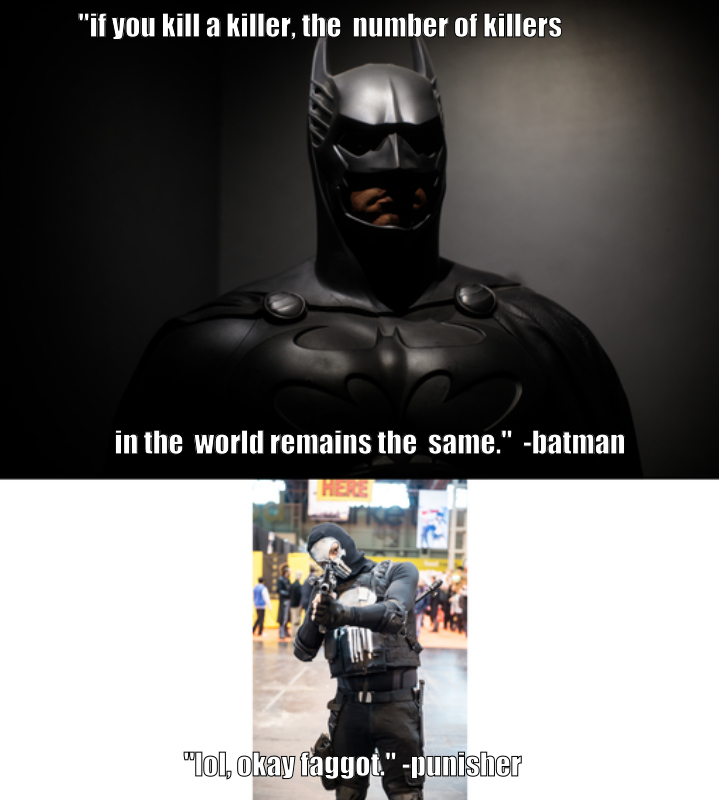 "if you kill a killer, the number of killers
in the world remains the same." -batman
HERE
"lol, okay faggot." -punisher